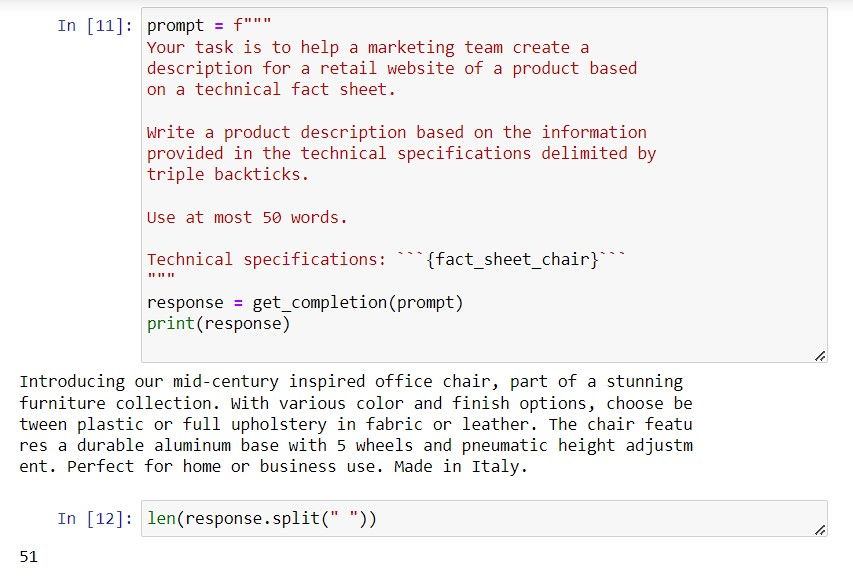 In [11]: prompt = f"""
Your task is to help a marketing team create a
description for a retail website of a product based
on a technical fact sheet.
Write a product description based on the information
provided in the technical specifications delimited by
triple backticks.
Use at most 50 words.
Technical specifications: ```{fact_sheet_chair}```
"""
response = get_completion(prompt)
print(response)
Introducing our mid-century inspired office chair, part of a stunning
furniture collection. With various color and finish options, choose be
tween plastic or full upholstery in fabric or leather. The chair featu
res a durable aluminum base with 5 wheels and pneumatic height adjustm
ent. Perfect for home or business use. Made in Italy.
In [12]: len(response.split(" "))
51